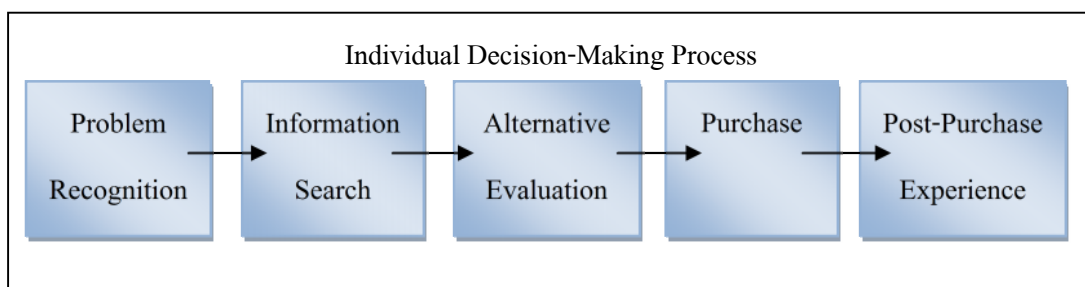 Individual Decision-Making Process
Problem
Recognition
Information
Search
Alternative
Evaluation
Purchase
Post-Purchase
Experience